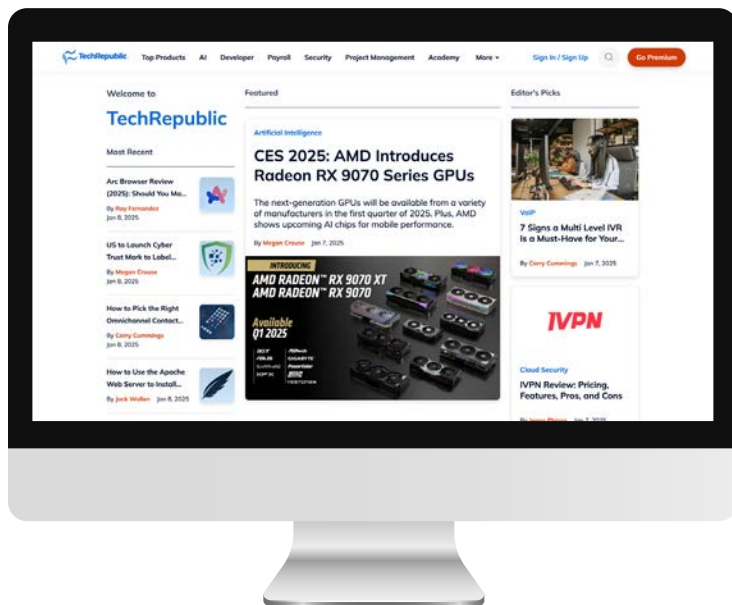 TechRepublic Top Products AI Developer Payroll Security Project Management Academy More Sign In / Sign Up Go Premium
Welcome to
TechRepublic
Most Recent
Arc Browser Review
(2025): Should You Ma...
By Ray Fernandez
Jan 8, 2025
US to Launch Cyber
Trust Mark to Label...
By Megan Crouse
Jan 8, 2025
How to Pick the Right
Omnichannel Contact...
By Corry Cummings
Jan 8, 2025
How to Use the Apache
Web Server to Install...
By Jack Wallen Jan 8, 2025
Featured
Artificial Intelligence
CES 2025: AMD Introduces
Radeon RX 9070 Series GPUs
The next-generation GPUs will be available from a variety
of manufacturers in the first quarter of 2025. Plus, AMD
shows upcoming AI chips for mobile performance.
By Megan Crouse Jan 7, 2025
INTRODUCING
AMD RADEON™ RX 9070 XT
AMD RADEON™ RX 9070
Available
Q1 2025
acer ASRock
ASUS GIGABYTE
PowerColor
XFX
Editor's Picks
VoIP
7 Signs a Multi Level IVR
Is a Must-Have for Your...
By Corry Cummings Jan 7, 2025
IVPN
Cloud Security
IVPN Review: Pricing,
Features, Pros, and Cons